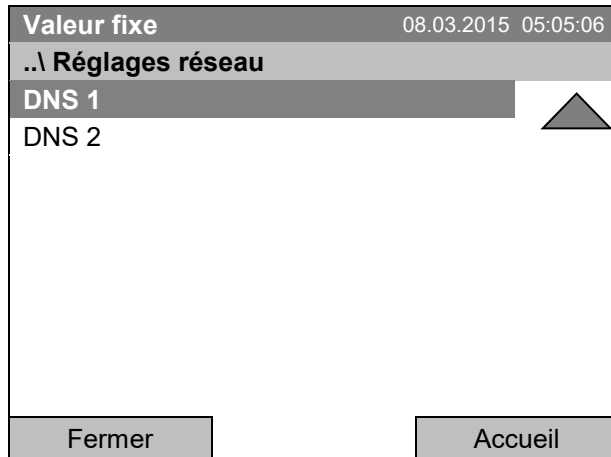 Valeur fixe 08.03.2015 05:05:06
..\ Réglages réseau
DNS 1
DNS 2
Fermer Accueil